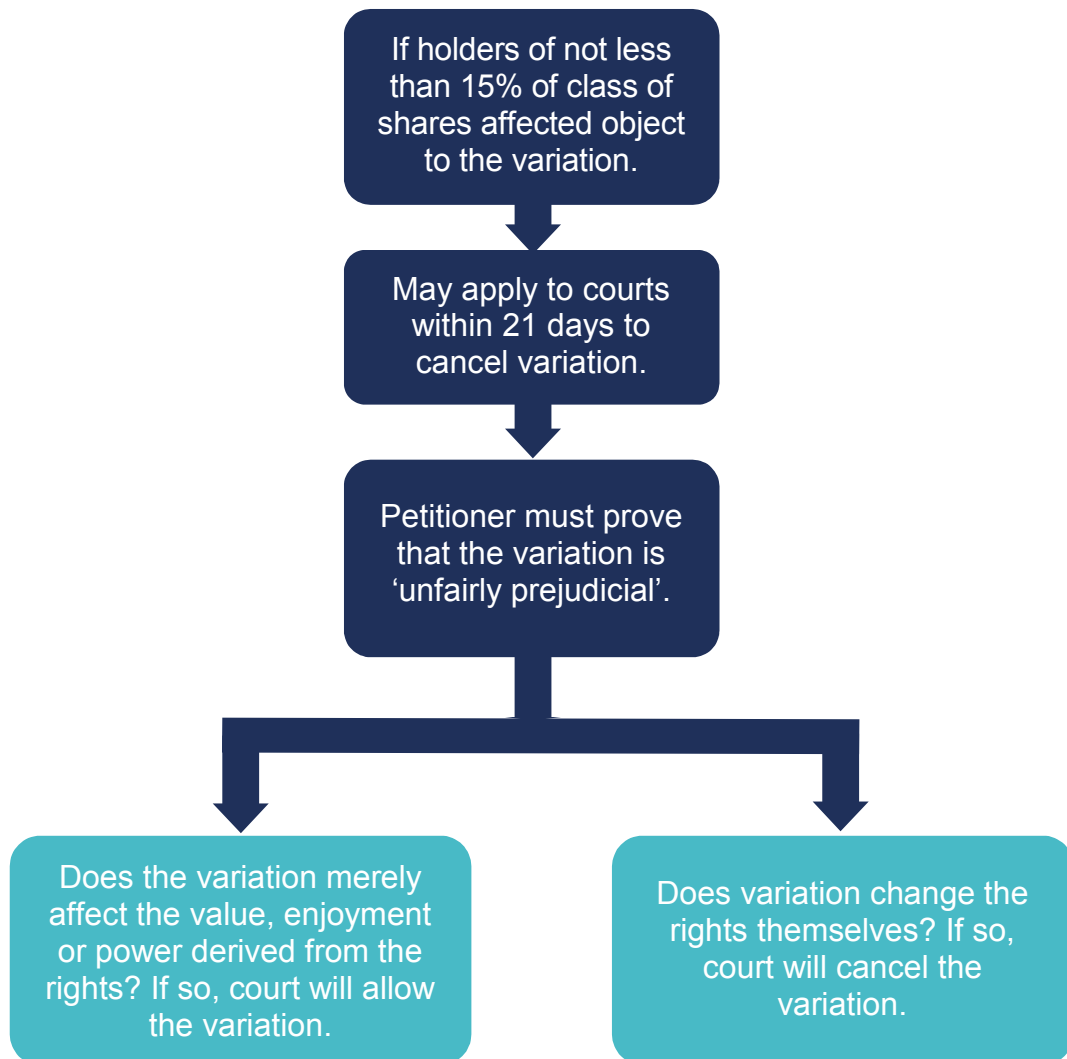 If holders of not less
than 15% of class of
shares affected object
to the variation.
May apply to courts
within 21 days to
cancel variation.
Petitioner must prove
that the variation is
‘unfairly prejudicial’.
Does the variation merely
affect the value, enjoyment
or power derived from the
rights? If so, court will allow
the variation.
Does variation change the
rights themselves? If so,
court will cancel the
variation.